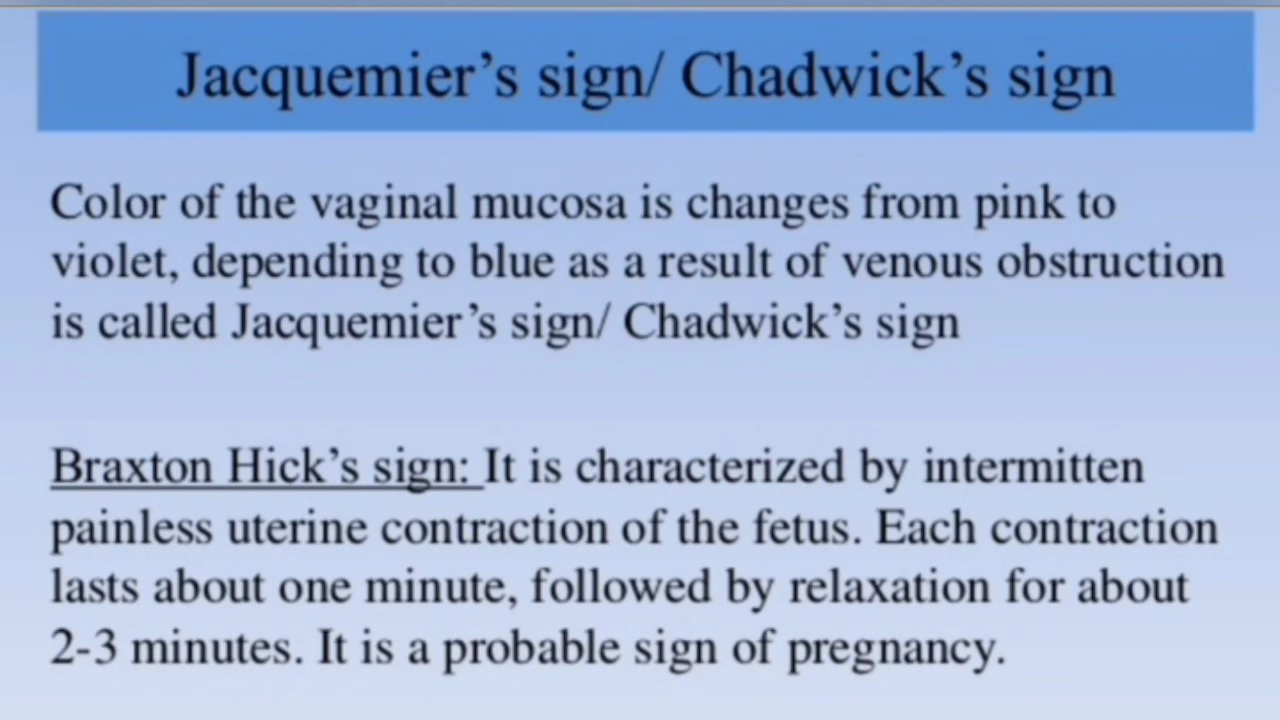 Jacquemier’s sign/ Chadwick’s sign
Color of the vaginal mucosa is changes from pink to
violet, depending to blue as a result of venous obstruction
is called Jacquemier’s sign/ Chadwick’s sign
Braxton Hick’s sign: It is characterized by intermitten
painless uterine contraction of the fetus. Each contraction
lasts about one minute, followed by relaxation for about
2-3 minutes. It is a probable sign of pregnancy.